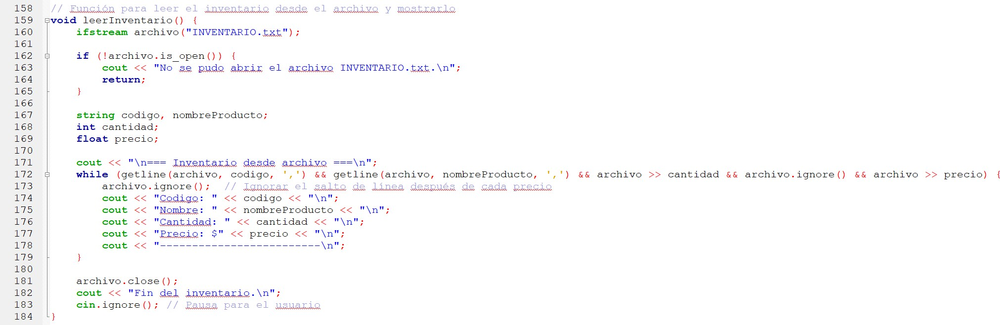 158 // Función para leer el inventario desde el archivo y mostrarlo
159 void leerInventario() {
160     ifstream archivo("INVENTARIO.txt");
161
162     if (!archivo.is_open()) {
163         cout << "No se pudo abrir el archivo INVENTARIO.txt.\n";
164         return;
165     }
166
167     string codigo, nombreProducto;
168     int cantidad;
169     float precio;
170
171     cout << "\n=== Inventario desde archivo ===\n";
172     while (getline(archivo, codigo, ',') && getline(archivo, nombreProducto, ',') && archivo >> cantidad && archivo.ignore() && archivo >> precio) {
173         archivo.ignore();  // Ignorar el salto de línea después de cada precio
174         cout << "Codigo: " << codigo << "\n";
175         cout << "Nombre: " << nombreProducto << "\n";
176         cout << "Cantidad: " << cantidad << "\n";
177         cout << "Precio: $" << precio << "\n";
178         cout << "-------------------------\n";
179     }
180
181     archivo.close();
182     cout << "Fin del inventario.\n";
183     cin.ignore(); // Pausa para el usuario
184 }